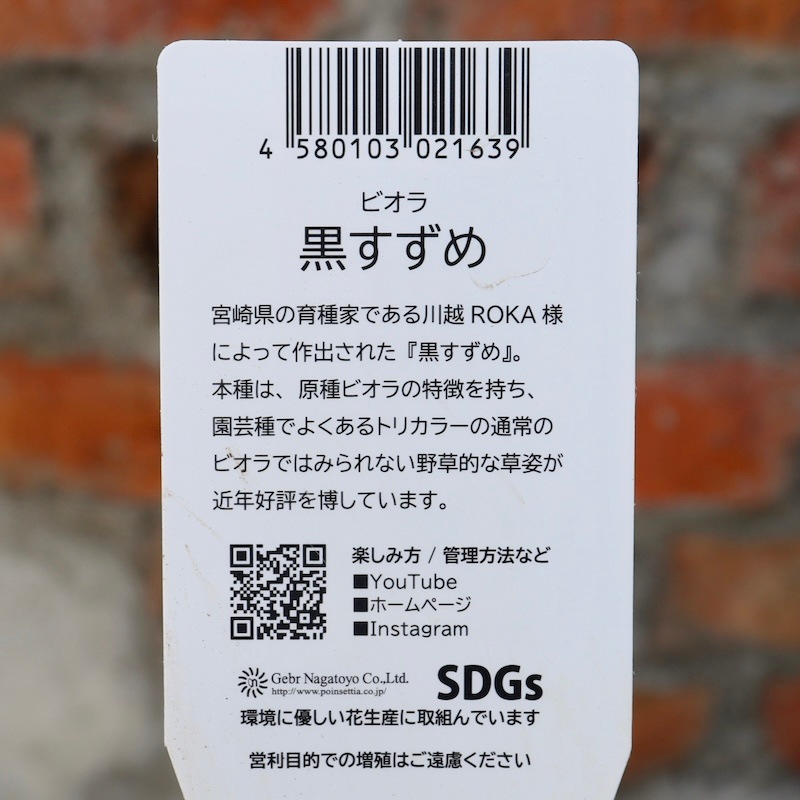 4 580103 021639
ビオラ
黒すずめ
宮崎県の育種家である川越 ROKA 様
によって作出された『黒すずめ』。
本種は、原種ビオラの特徴を持ち、
園芸種でよくあるトリカラーの通常の
ビオラではみられない野草的な草姿が
近年好評を博しています。
楽しみ方 / 管理方法など
■YouTube
■ホームページ
■Instagram
Gebr Nagatoyo Co.,Ltd.
http://www.poinsettia.co.jp/
SDGs
環境に優しい花生産に取組んでいます
営利目的での増殖はご遠慮ください